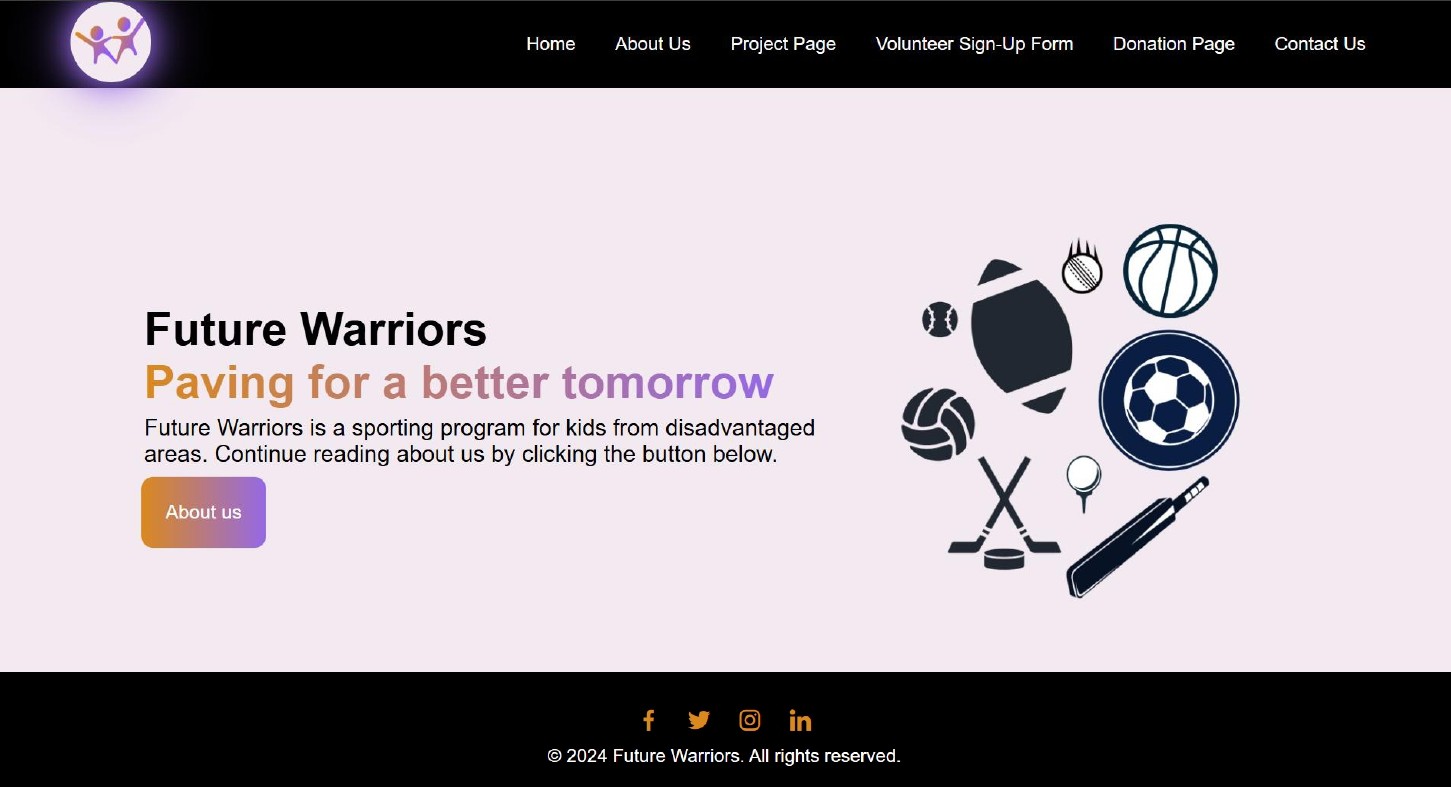 Home About Us Project Page Volunteer Sign-Up Form Donation Page Contact Us
Future Warriors
Paving for a better tomorrow
Future Warriors is a sporting program for kids from disadvantaged
areas. Continue reading about us by clicking the button below.
About us
© 2024 Future Warriors. All rights reserved.